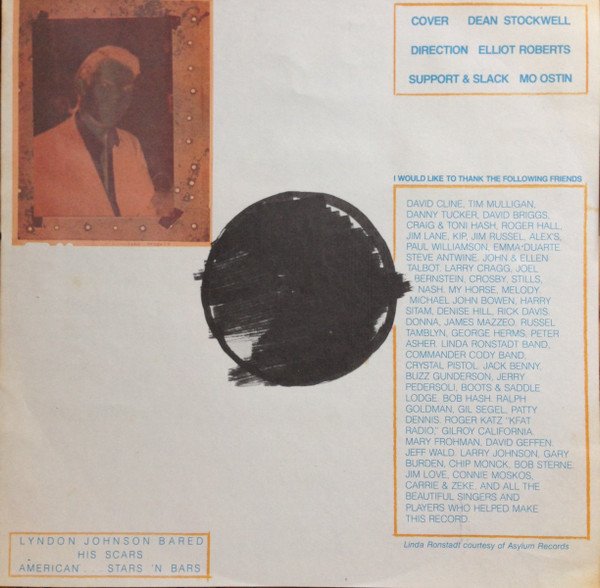 COVER DEAN STOCKWELL
DIRECTION ELLIOT ROBERTS
SUPPORT & SLACK MO OSTIN
I WOULD LIKE TO THANK THE FOLLOWING FRIENDS
DAVID CLINE, TIM MULLIGAN,
DANNY TUCKER, DAVID BRIGGS,
CRAIG & TONI HASH, ROGER HALL,
JIM LANE, KIP, JIM RUSSEL, ALEX'S,
PAUL WILLIAMSON, EMMA DUARTE,
STEVE ANTWINE, JOHN & ELLEN
TALBOT, LARRY CRAGG, JOEL
BERNSTEIN, CROSBY, STILLS,
NASH, MY HORSE, MELODY,
MICHAEL JOHN BOWEN, HARRY
SITAM, DENISE HILL, RICK DAVIS,
DONNA, JAMES MAZZEO, RUSSEL
TAMBLYN, GEORGE HERMS, PETER
ASHER, LINDA RONSTADT BAND,
COMMANDER CODY BAND,
CRYSTAL PISTOL, JACK BENNY,
BUZZ GUNDERSON, JERRY
PEDERSOLI, BOOTS & SADDLE
LODGE, BOB HASH, RALPH
GOLDMAN, GIL SEGEL, PATTY
DENNIS, ROGER KATZ "KFAT
RADIO," GILROY CALIFORNIA,
MARY FROHMAN, DAVID GEFFEN,
JEFF WALD, LARRY JOHNSON, GARY
BURDEN, CHIP MONCK, BOB STERNE,
JIM LOVE, CONNIE MOSKOS,
CARRIE & ZEKE, AND ALL THE
BEAUTIFUL SINGERS AND
PLAYERS WHO HELPED MAKE
THIS RECORD.
Linda Ronstadt courtesy of Asylum Records
LYNDON JOHNSON BARED
HIS SCARS
AMERICAN . . . STARS 'N BARS